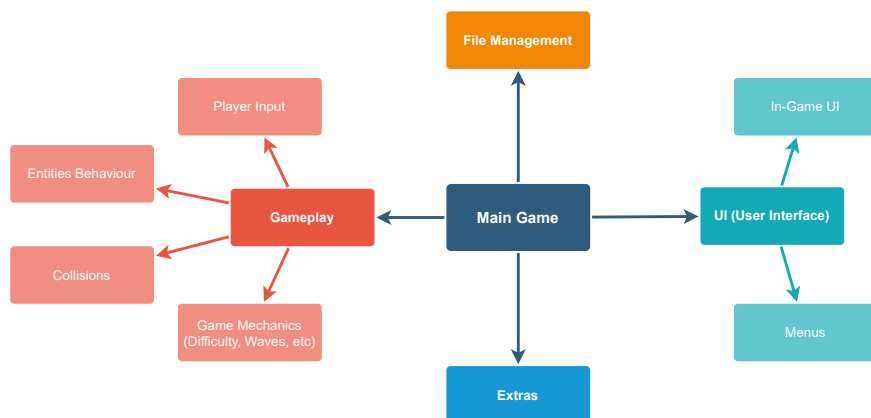 File Management
Player Input
In-Game UI
Entities Behaviour
Gameplay
Main Game
UI (User Interface)
Collisions
Game Mechanics
(Difficulty, Waves, etc)
Menus
Extras